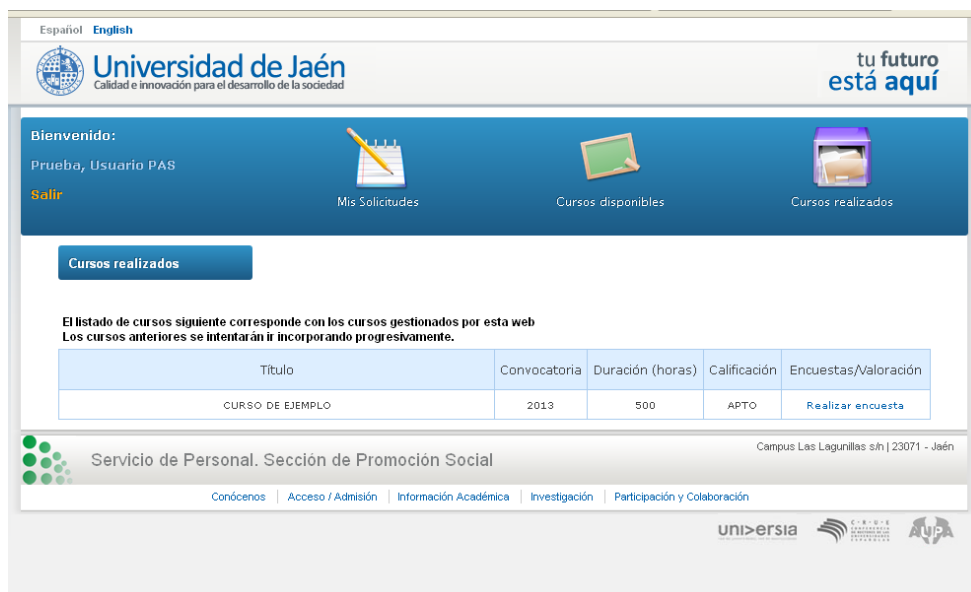 Español English
Universidad de Jaén
Calidad e innovación para el desarrollo de la sociedad
tu futuro
está aquí
Bienvenido:
Prueba, Usuario PAS
Salir
Mis Solicitudes
Cursos disponibles
Cursos realizados
Cursos realizados
El listado de cursos siguiente corresponde con los cursos gestionados por esta web
Los cursos anteriores se intentarán ir incorporando progresivamente.
Título Convocatoria Duración (horas) Calificación Encuestas/Valoración
CURSO DE EJEMPLO 2013 500 APTO Realizar encuesta
Campus Las Lagunillas s/n | 23071 - Jaén
Servicio de Personal. Sección de Promoción Social
Conócenos | Acceso / Admisión | Información Académica | Investigación | Participación y Colaboración
uni>ersia
C·R·U·E
AUPA